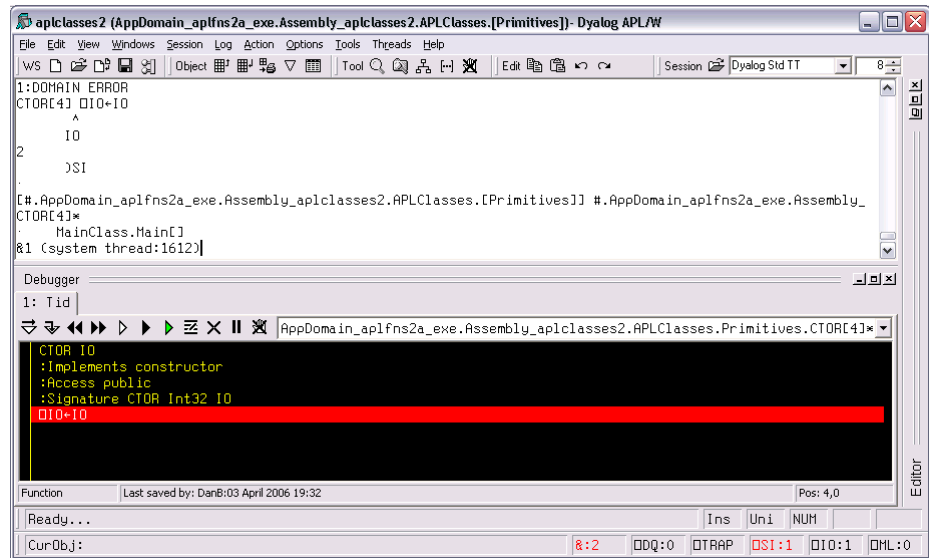 aplclasses2 (AppDomain_aplfns2a_exe.Assembly_aplclasses2.APLClasses.[Primitives])- Dyalog APL/W
File Edit View Windows Session Log Action Options Tools Threads Help
WS Object Tool Edit Session Dyalog Std TT 8
1:DOMAIN ERROR
CTOR[4] ⎕IO←IO
∧
IO
2
)SI
·
[#.AppDomain_aplfns2a_exe.Assembly_aplclasses2.APLClasses.[Primitives]] #.AppDomain_aplfns2a_exe.Assembly_
CTOR[4]*
· MainClass.Main[]
&1 (system thread:1612)
Debugger
1: Tid
AppDomain_aplfns2a_exe.Assembly_aplclasses2.APLClasses.Primitives.CTOR[4]*
CTOR IO
:Implements constructor
:Access public
:Signature CTOR Int32 IO
⎕IO←IO
Editor
Function Last saved by: DanB:03 April 2006 19:32 Pos: 4,0
Ready... Ins Uni NUM
CurObj: &:2 ⎕DQ:0 ⎕TRAP ⎕SI:1 ⎕IO:1 ⎕ML:0